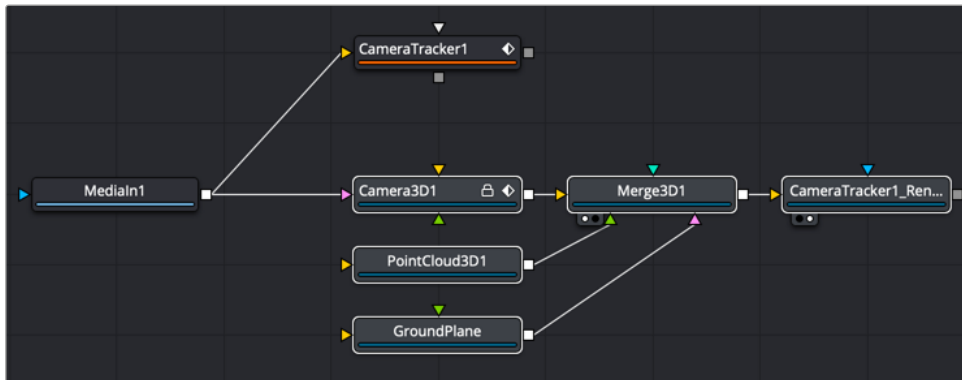 CameraTracker1
MediaIn1
Camera3D1
Merge3D1
CameraTracker1_Ren...
PointCloud3D1
GroundPlane